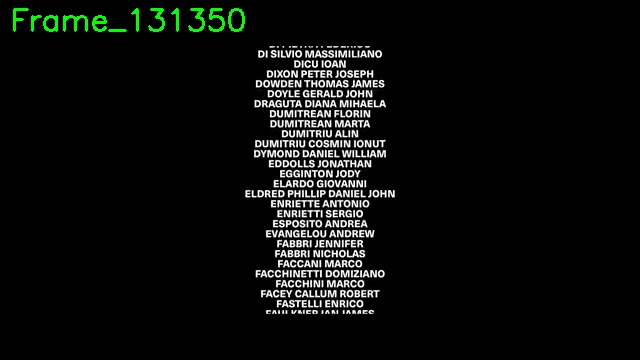 Frame_131350
DI SILVIO MASSIMILIANO
DICU IOAN
DIXON PETER JOSEPH
DOWDEN THOMAS JAMES
DOYLE GERALD JOHN
DRAGUTA DIANA MIHAELA
DUMITREAN FLORIN
DUMITREAN MARTA
DUMITRIU ALIN
DUMITRIU COSMIN IONUT
DYMOND DANIEL WILLIAM
EDDOLLS JONATHAN
EGGINTON JODY
ELARDO GIOVANNI
ELDRED PHILLIP DANIEL JOHN
ENRIETTE ANTONIO
ENRIETTI SERGIO
ESPOSITO ANDREA
EVANGELOU ANDREW
FABBRI JENNIFER
FABBRI NICHOLAS
FACCANI MARCO
FACCHINETTI DOMIZIANO
FACCHINI MARCO
FACEY CALLUM ROBERT
FASTELLI ENRICO
FAULKNER IAN JAMES